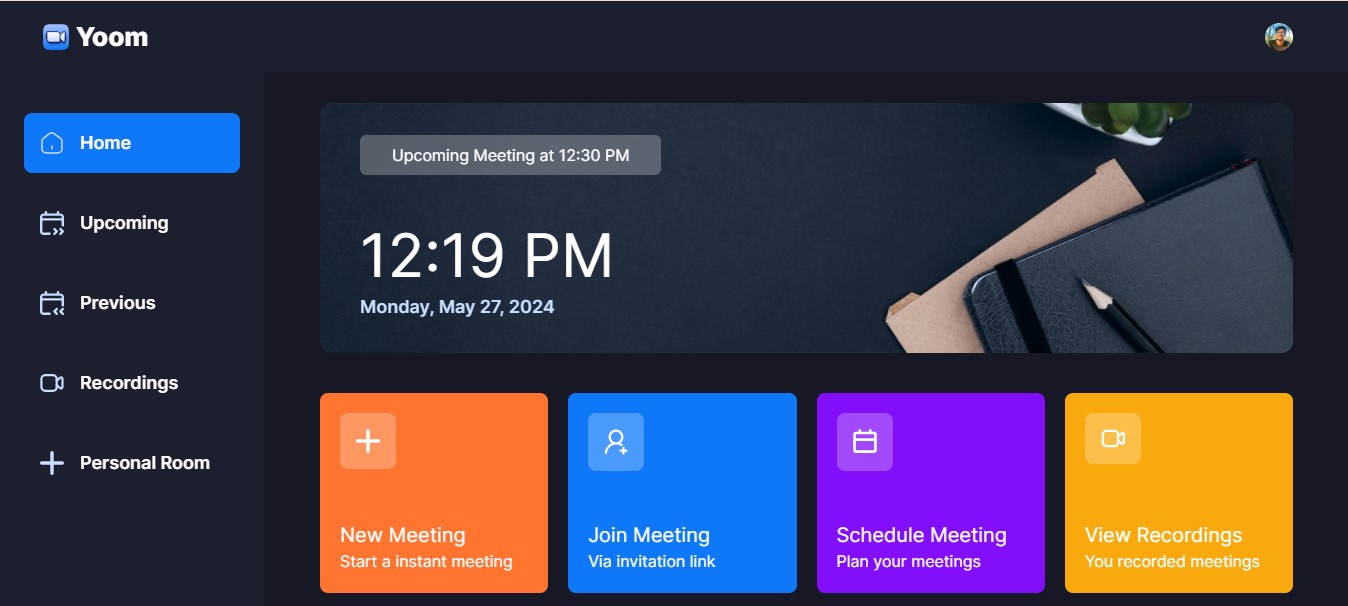 Yoom
Home
Upcoming
Previous
Recordings
Personal Room
Upcoming Meeting at 12:30 PM
12:19 PM
Monday, May 27, 2024
New Meeting
Start a instant meeting
Join Meeting
Via invitation link
Schedule Meeting
Plan your meetings
View Recordings
You recorded meetings